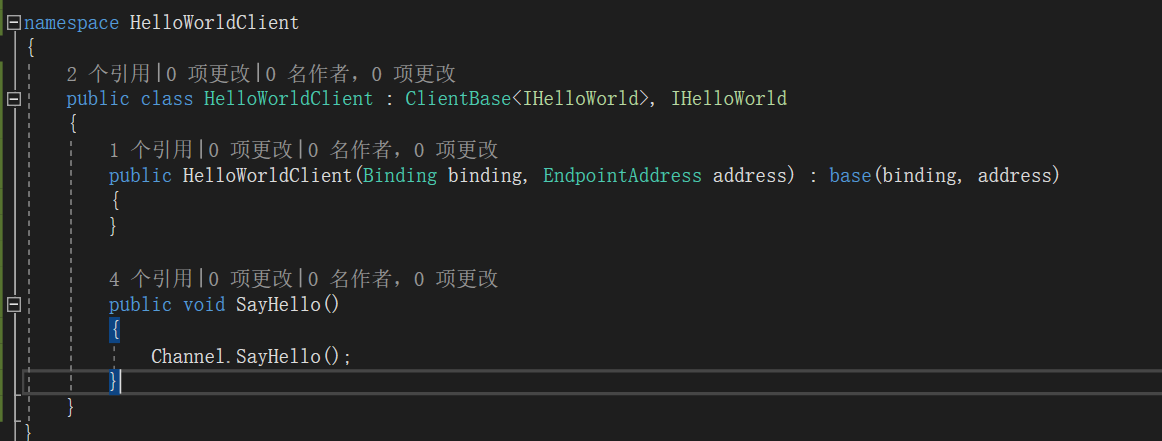 namespace HelloWorldClient
{
2 个引用|0 项更改|0 名作者，0 项更改
public class HelloWorldClient : ClientBase<IHelloWorld>, IHelloWorld
{
1 个引用|0 项更改|0 名作者，0 项更改
public HelloWorldClient(Binding binding, EndpointAddress address) : base(binding, address)
{
}
4 个引用|0 项更改|0 名作者，0 项更改
public void SayHello()
{
Channel.SayHello();
}
}
}